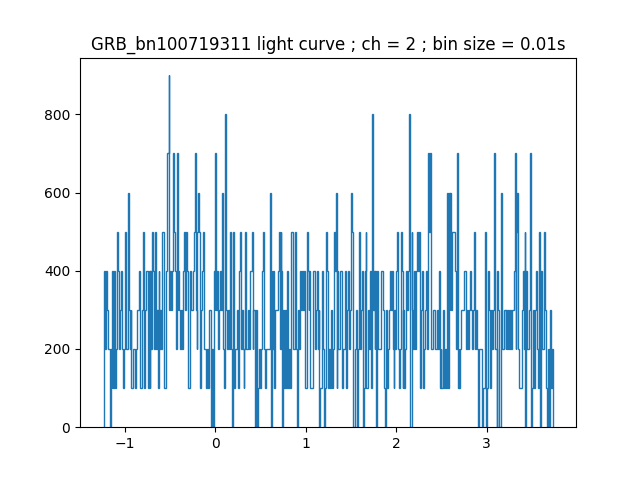 GRB_bn100719311 light curve ; ch = 2 ; bin size = 0.01s
800
600
400
200
0
−1 0 1 2 3